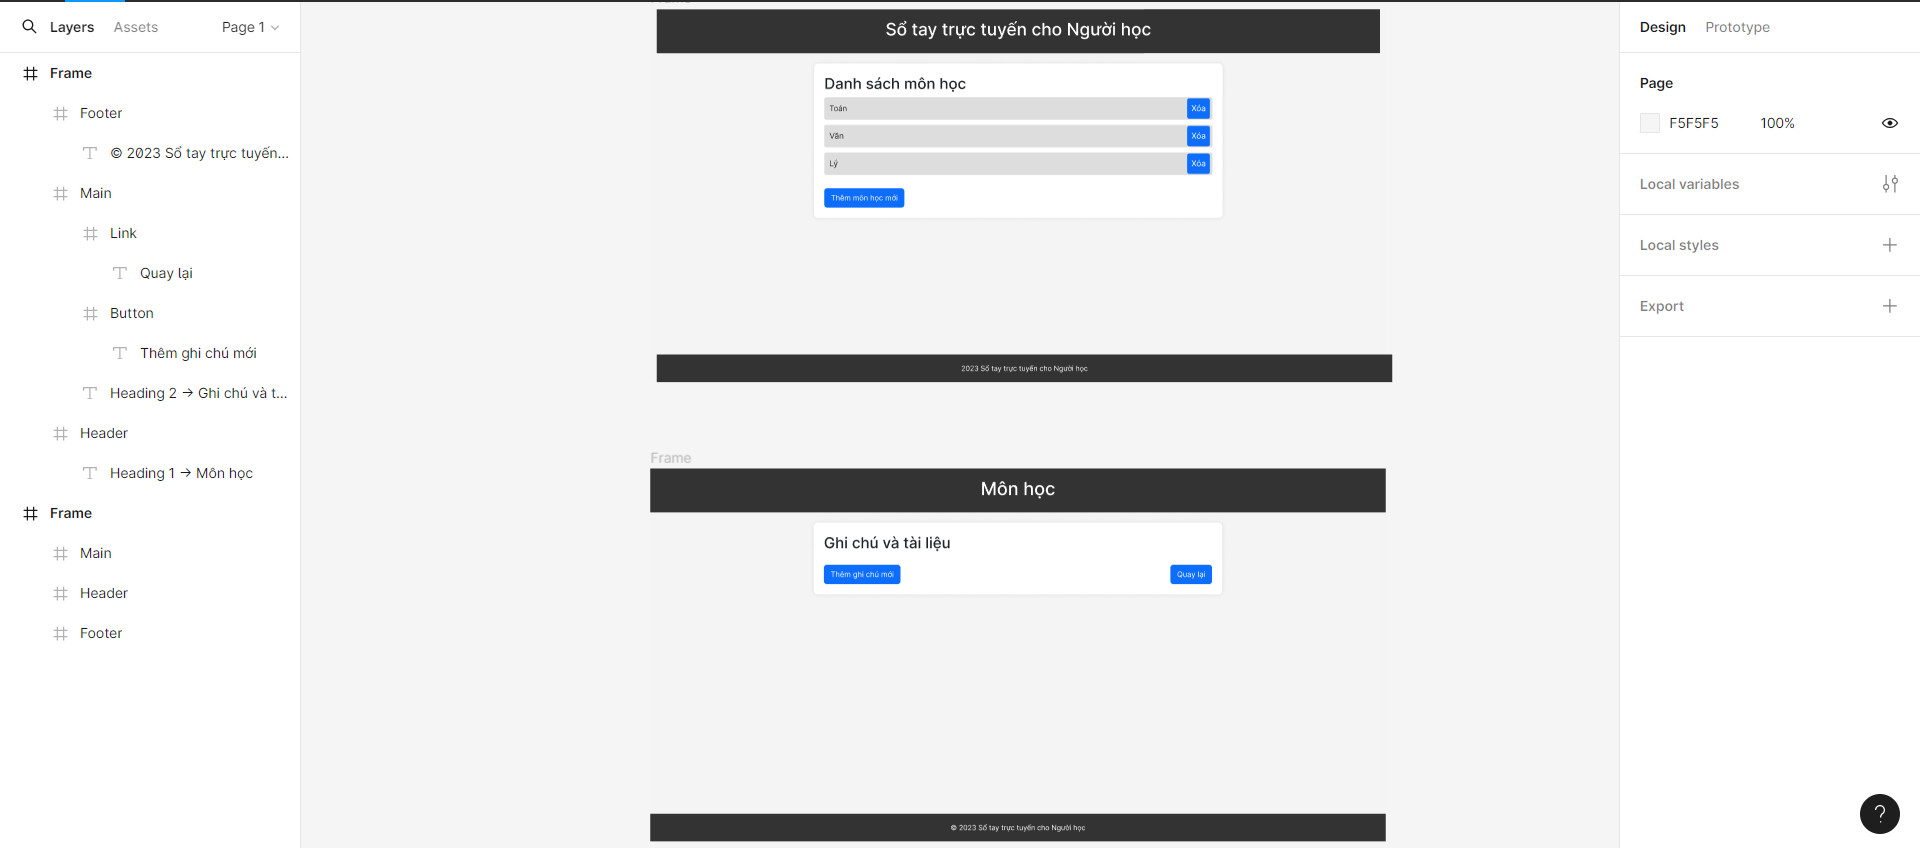 Layers
Assets
Page 1
Frame
Footer
© 2023 Sổ tay trực tuyến...
Main
Link
Quay lại
Button
Thêm ghi chú mới
Heading 2 → Ghi chú và t...
Header
Heading 1 → Môn học
Frame
Main
Header
Footer
Sổ tay trực tuyến cho Người học
Danh sách môn học
Toán
Xóa
Văn
Xóa
Lý
Xóa
Thêm môn học mới
2023 Sổ tay trực tuyến cho Người học
Frame
Môn học
Ghi chú và tài liệu
Thêm ghi chú mới
Quay lại
© 2023 Sổ tay trực tuyến cho Người học
Design
Prototype
Page
F5F5F5
100%
Local variables
Local styles
Export
?